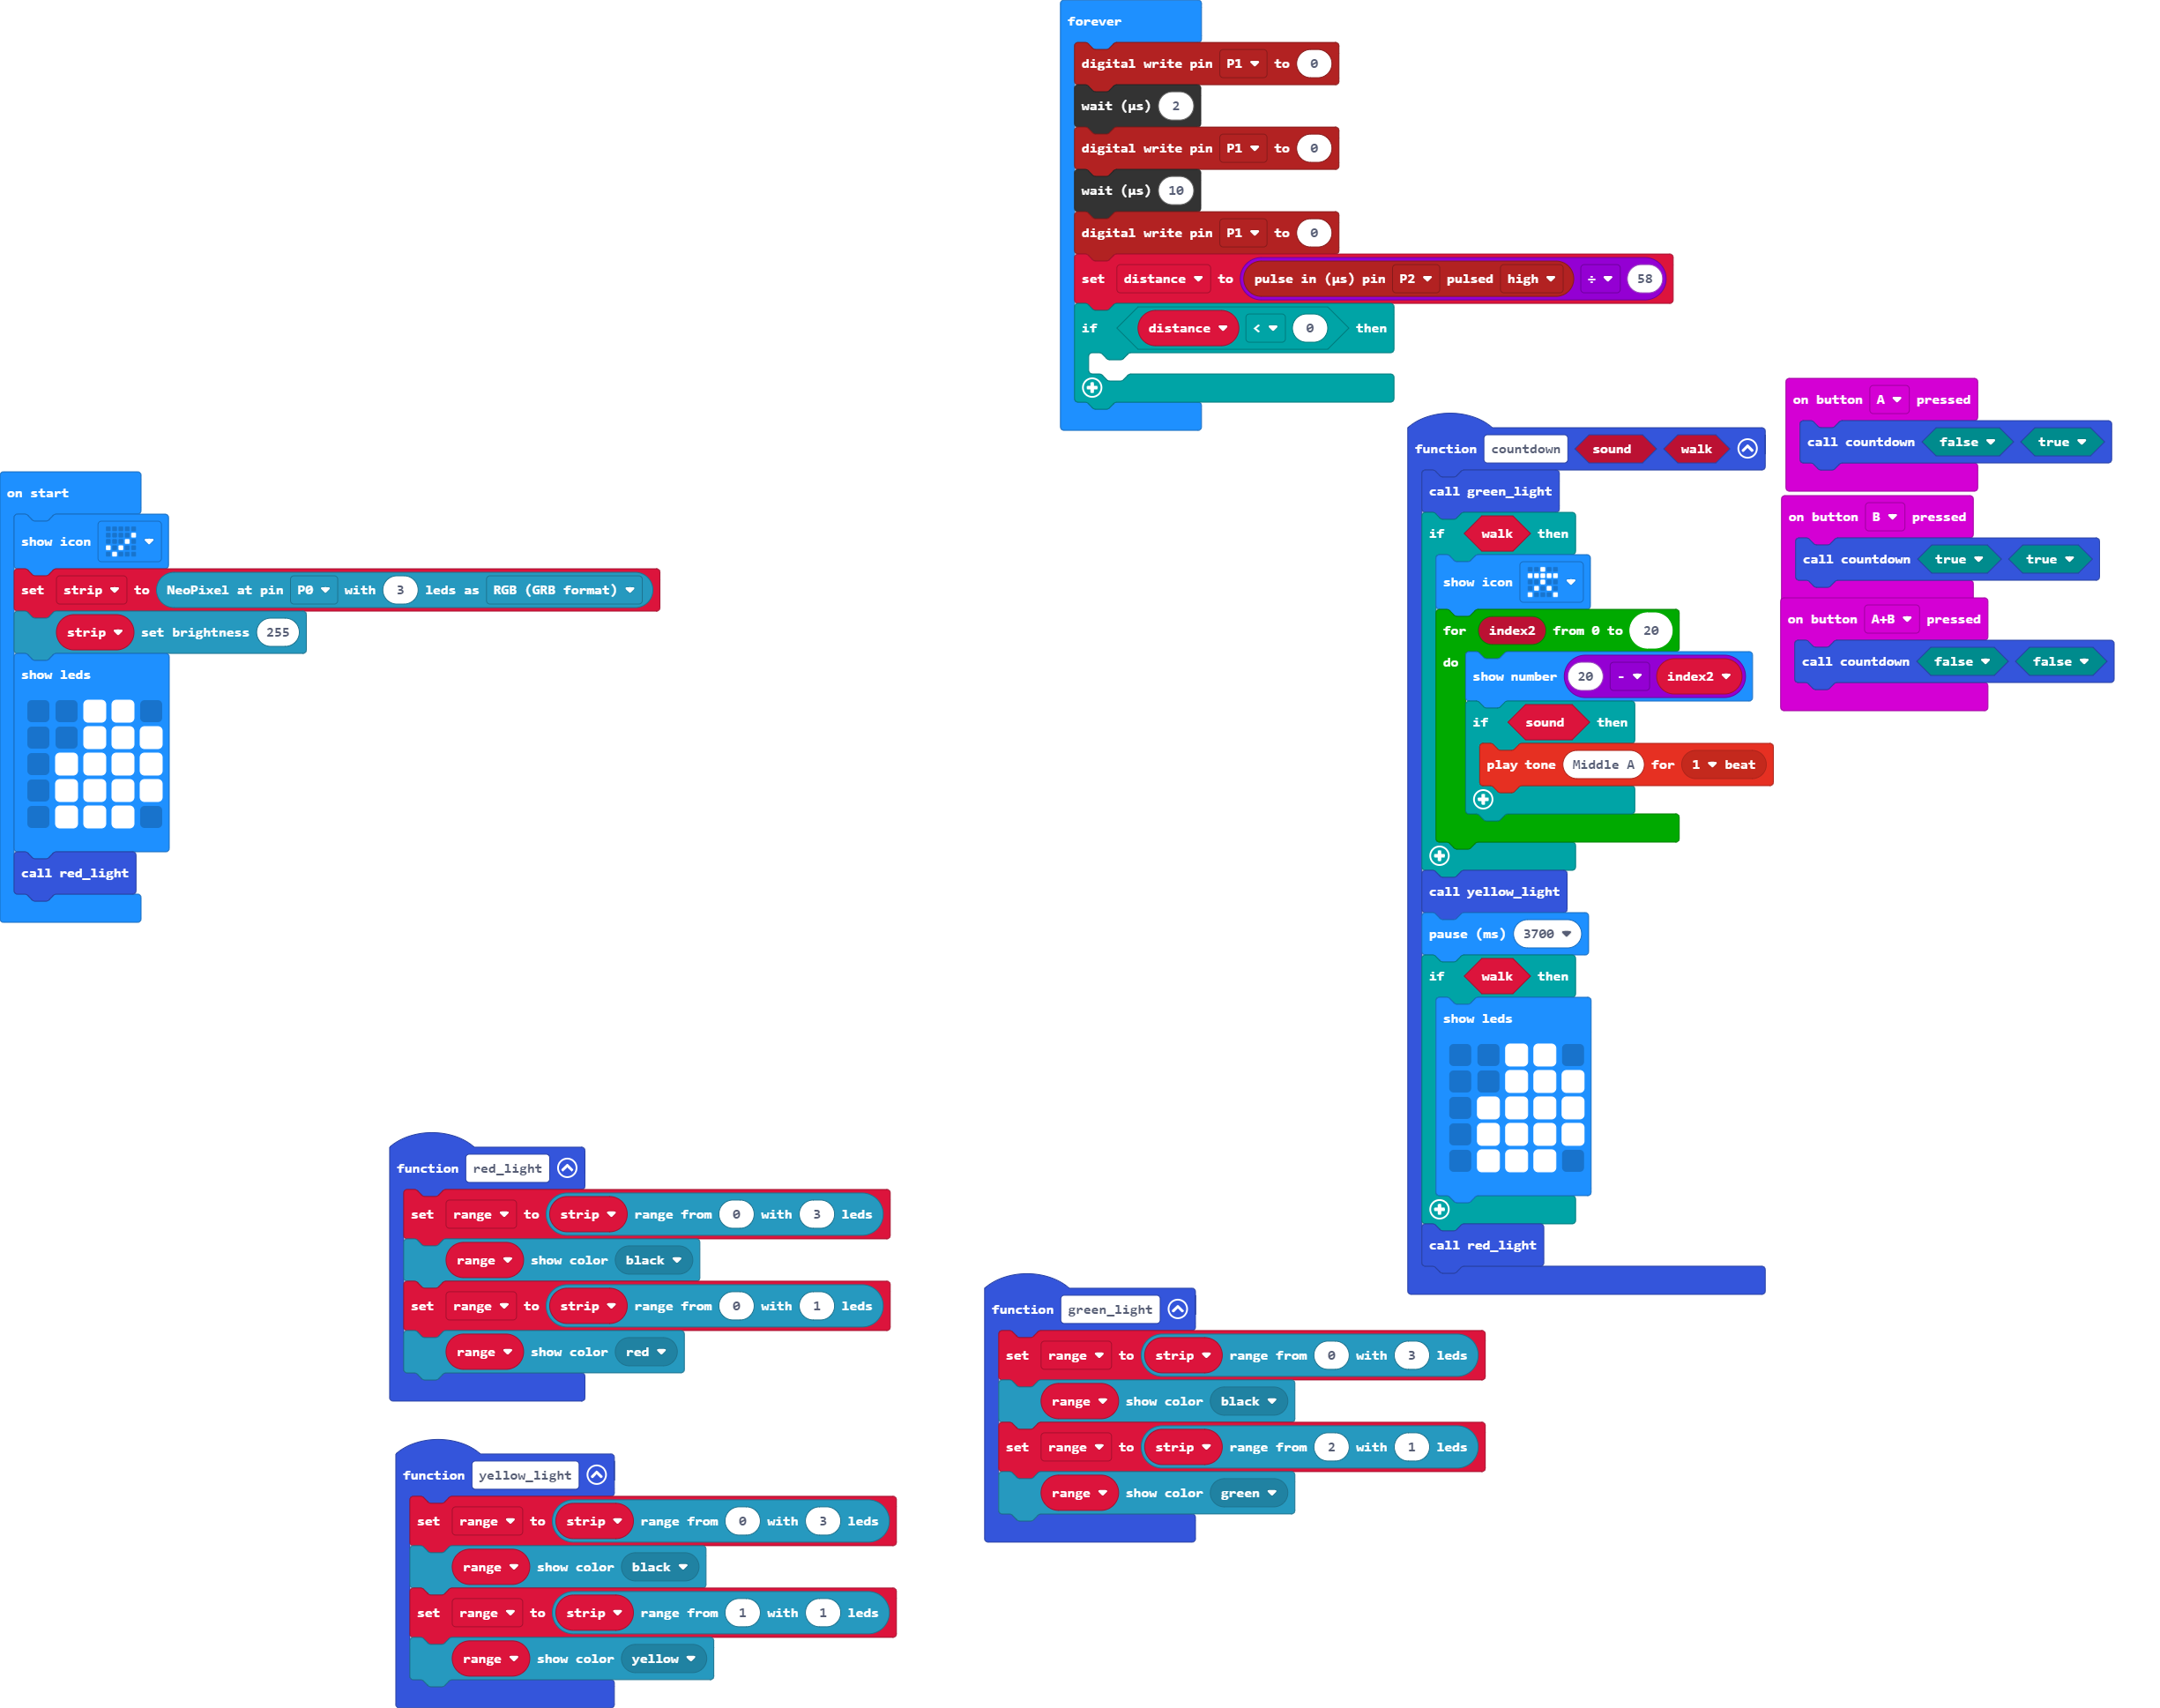 forever
digital write pin P1 to 0
wait (µs) 2
digital write pin P1 to 0
wait (µs) 10
digital write pin P1 to 0
set distance to pulse in (µs) pin P2 pulsed high ÷ 58
if distance < 0 then
on start
show icon
set strip to NeoPixel at pin P0 with 3 leds as RGB (GRB format)
strip set brightness 255
show leds
call red_light
function countdown sound walk
call green_light
if walk then
show icon
for index2 from 0 to 20
do
show number 20 - index2
if sound then
play tone Middle A for 1 beat
call yellow_light
pause (ms) 3700
if walk then
show leds
call red_light
on button A pressed
call countdown false true
on button B pressed
call countdown true true
on button A+B pressed
call countdown false false
function red_light
set range to strip range from 0 with 3 leds
range show color black
set range to strip range from 0 with 1 leds
range show color red
function green_light
set range to strip range from 0 with 3 leds
range show color black
set range to strip range from 2 with 1 leds
range show color green
function yellow_light
set range to strip range from 0 with 3 leds
range show color black
set range to strip range from 1 with 1 leds
range show color yellow